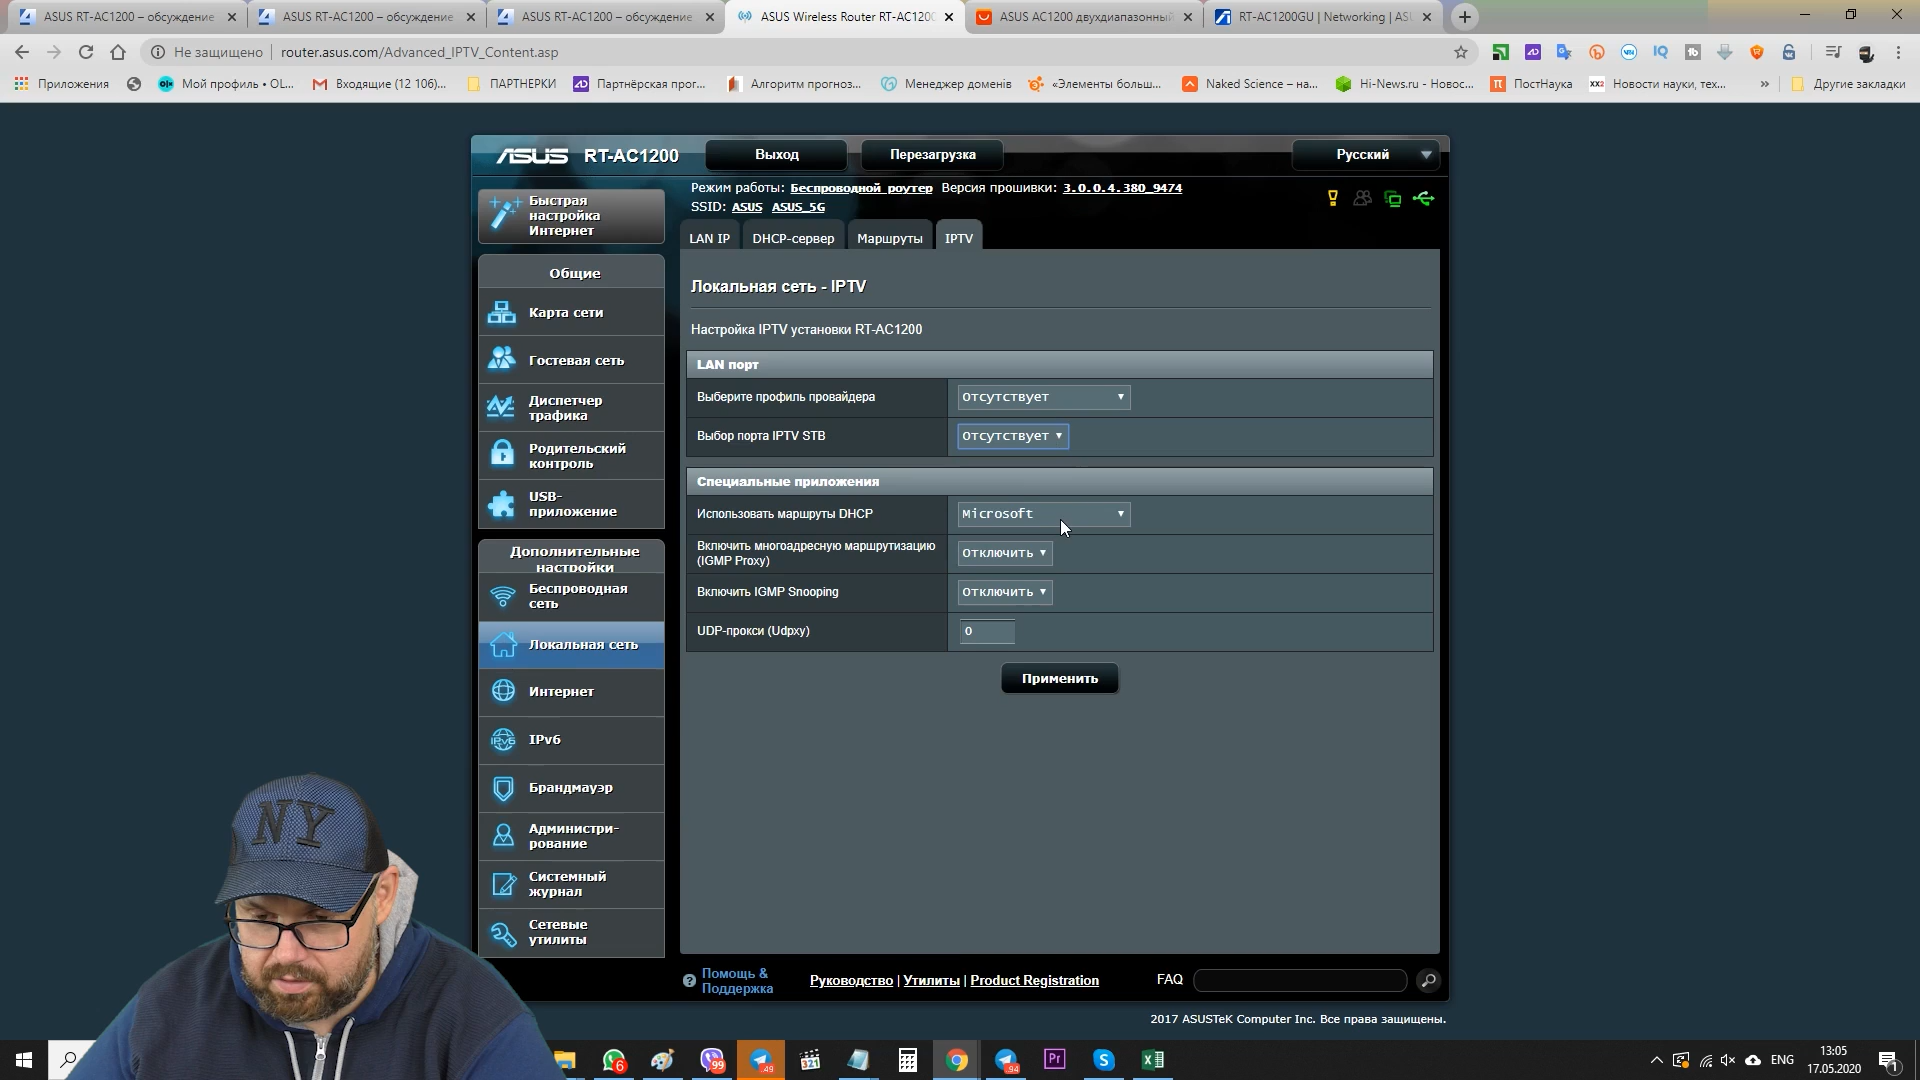 ASUS RT-AC1200 – обсуждение
ASUS RT-AC1200 – обсуждение
ASUS RT-AC1200 – обсуждение
ASUS Wireless Router RT-AC1200
ASUS AC1200 двухдиапазонный
RT-AC1200GU | Networking | ASU
Не защищено
router.asus.com/Advanced_IPTV_Content.asp
Приложения
Мой профиль • OL...
Входящие (12 106)...
ПАРТНЕРКИ
Партнёрская прог...
Алгоритм прогноз...
Менеджер доменів
«Элементы больш...
Naked Science – на...
Hi-News.ru - Новос...
ПостНаука
Новости науки, тех...
»
Другие закладки
ASUS RT-AC1200
Выход
Перезагрузка
Русский
Режим работы: Беспроводной роутер Версия прошивки: 3.0.0.4.380_9474
SSID: ASUS ASUS_5G
Быстрая
настройка
Интернет
Общие
Карта сети
Гостевая сеть
Диспетчер
трафика
Родительский
контроль
USB-
приложение
Дополнительные
настройки
Беспроводная
сеть
Локальная сеть
Интернет
IPv6
Брандмауэр
Администри-
рование
Системный
журнал
Сетевые
утилиты
LAN IP
DHCP-сервер
Маршруты
IPTV
Локальная сеть - IPTV
Настройка IPTV установки RT-AC1200
LAN порт
Выберите профиль провайдера
Отсутствует
Выбор порта IPTV STB
Отсутствует
Специальные приложения
Использовать маршруты DHCP
Microsoft
Включить многоадресную маршрутизацию
(IGMP Proxy)
Отключить
Включить IGMP Snooping
Отключить
UDP-прокси (Udpxy)
0
Применить
Помощь &
Поддержка
Руководство | Утилиты | Product Registration
FAQ
2017 ASUSTeK Computer Inc. Все права защищены.
NY
6
99
49
321
94
Pr
ENG
13:05
17.05.2020
1